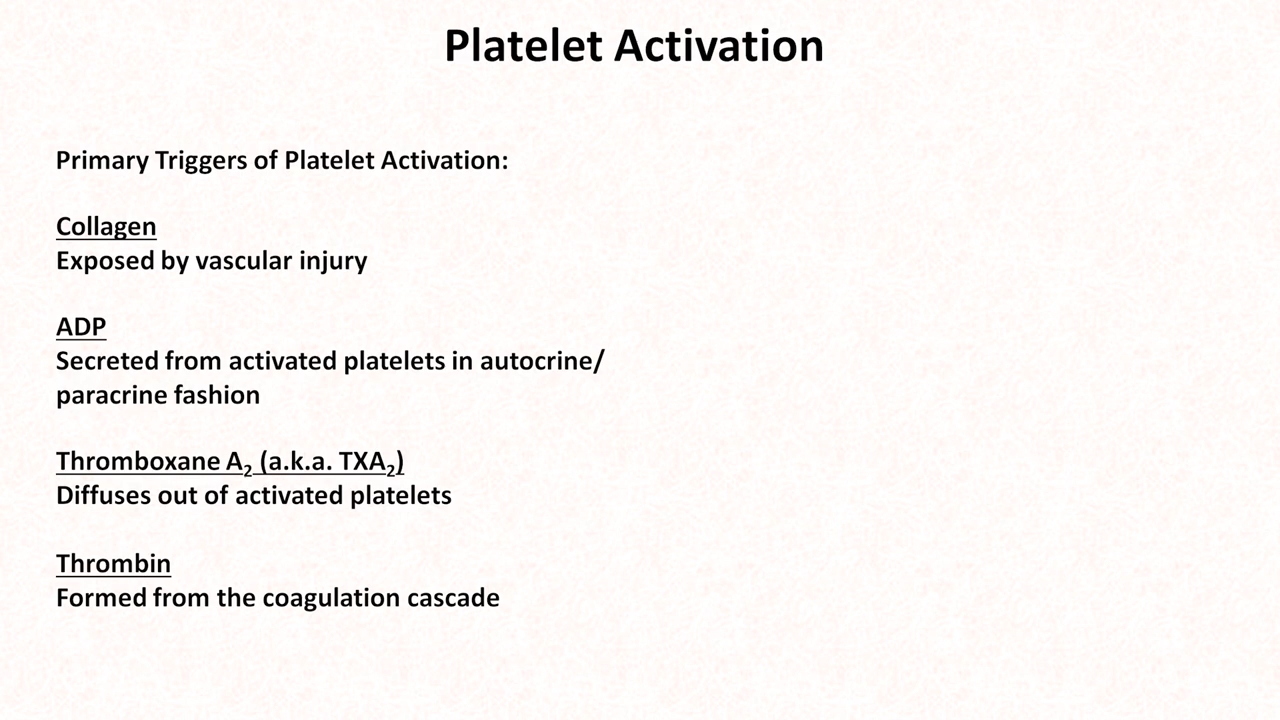 Platelet Activation
Primary Triggers of Platelet Activation:
Collagen
Exposed by vascular injury
ADP
Secreted from activated platelets in autocrine/
paracrine fashion
Thromboxane A₂ (a.k.a. TXA₂)
Diffuses out of activated platelets
Thrombin
Formed from the coagulation cascade